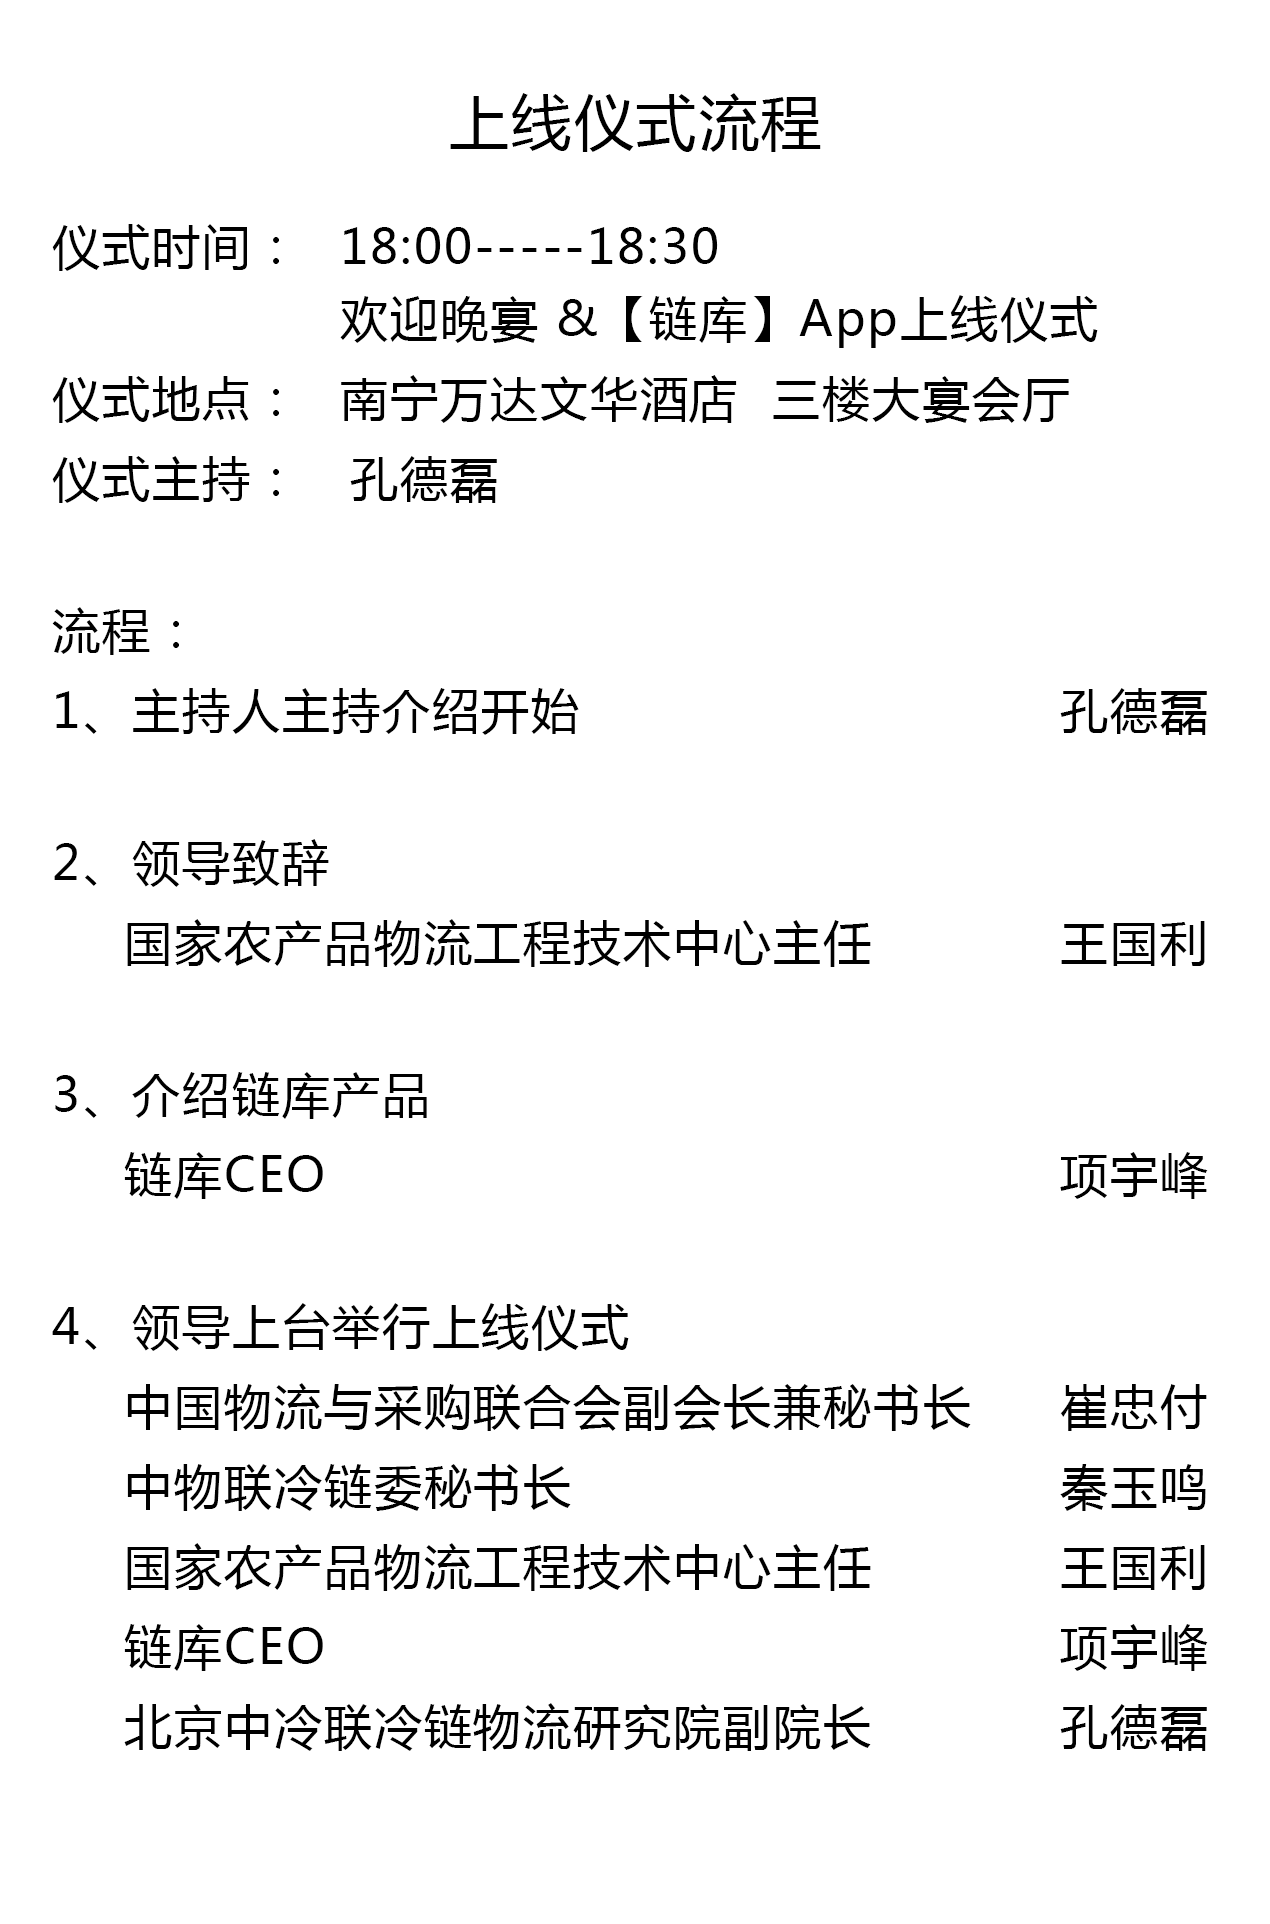 上线仪式流程
仪式时间： 18:00-----18:30
欢迎晚宴 &【链库】App上线仪式
仪式地点： 南宁万达文华酒店 三楼大宴会厅
仪式主持： 孔德磊
流程：
1、主持人主持介绍开始 孔德磊
2、领导致辞
国家农产品物流工程技术中心主任 王国利
3、介绍链库产品
链库CEO 项宇峰
4、领导上台举行上线仪式
中国物流与采购联合会副会长兼秘书长 崔忠付
中物联冷链委秘书长 秦玉鸣
国家农产品物流工程技术中心主任 王国利
链库CEO 项宇峰
北京中冷联冷链物流研究院副院长 孔德磊